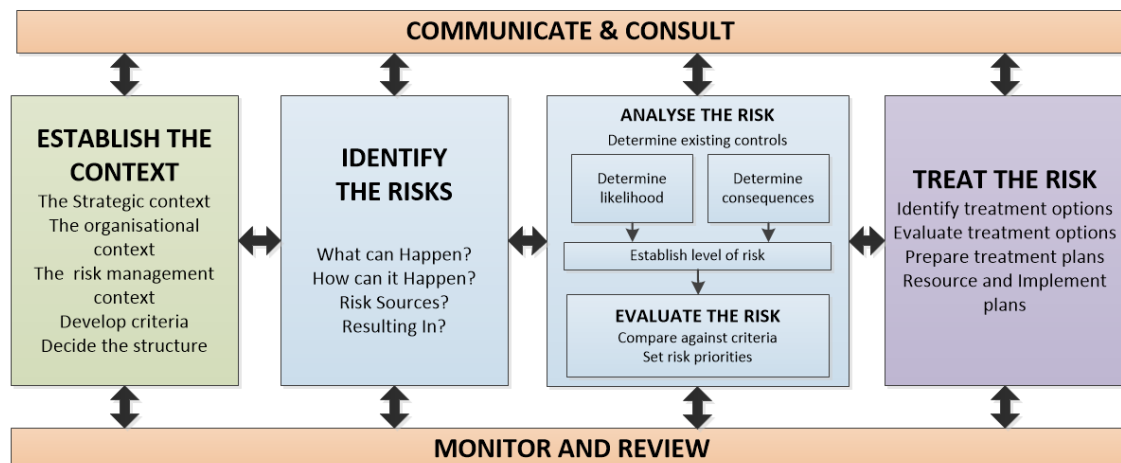 COMMUNICATE & CONSULT
ESTABLISH THE
CONTEXT
The Strategic context
The organisational
context
The risk management
context
Develop criteria
Decide the structure
IDENTIFY
THE RISKS
What can Happen?
How can it Happen?
Risk Sources?
Resulting In?
ANALYSE THE RISK
Determine existing controls
Determine
likelihood
Determine
consequences
Establish level of risk
EVALUATE THE RISK
Compare against criteria
Set risk priorities
TREAT THE RISK
Identify treatment options
Evaluate treatment options
Prepare treatment plans
Resource and Implement
plans
MONITOR AND REVIEW